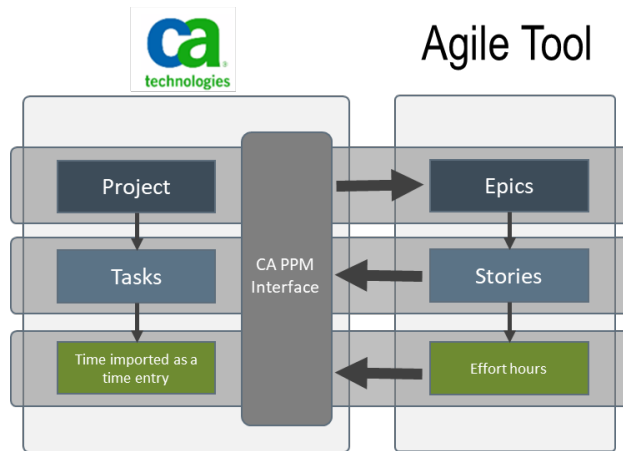 ca
technologies
Agile Tool
Project
Epics
Tasks
CA PPM
Interface
Stories
Time imported as a
time entry
Effort hours